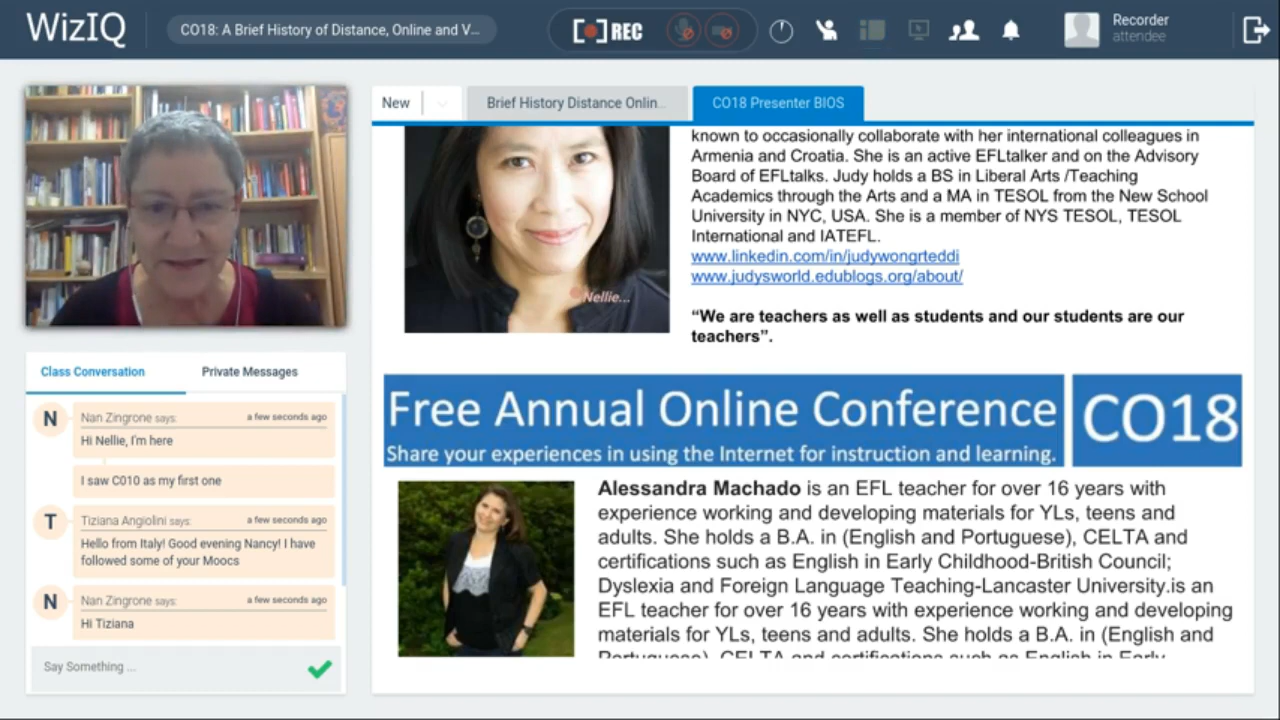 WizIQ
CO18: A Brief History of Distance, Online and V...
REC
Recorder
attendee
New
Brief History Distance Onlin...
CO18 Presenter BIOS
known to occasionally collaborate with her international colleagues in
Armenia and Croatia. She is an active EFLtalker and on the Advisory
Board of EFLtalks. Judy holds a BS in Liberal Arts /Teaching
Academics through the Arts and a MA in TESOL from the New School
University in NYC, USA. She is a member of NYS TESOL, TESOL
International and IATEFL.
www.linkedin.com/in/judywongrteddi
www.judysworld.edublogs.org/about/
Nellie...
“We are teachers as well as students and our students are our
teachers”.
Class Conversation
Private Messages
N
Nan Zingrone says:
a few seconds ago
Hi Nellie, I'm here
I saw C010 as my first one
T
Tiziana Angiolini says:
a few seconds ago
Hello from Italy! Good evening Nancy! I have
followed some of your Moocs
N
Nan Zingrone says:
a few seconds ago
Hi Tiziana
Say Something ...
Free Annual Online Conference
CO18
Share your experiences in using the Internet for instruction and learning.
Alessandra Machado is an EFL teacher for over 16 years with
experience working and developing materials for YLs, teens and
adults. She holds a B.A. in (English and Portuguese), CELTA and
certifications such as English in Early Childhood-British Council;
Dyslexia and Foreign Language Teaching-Lancaster University.is an
EFL teacher for over 16 years with experience working and developing
materials for YLs, teens and adults. She holds a B.A. in (English and
Portuguese), CELTA and certifications such as English in Early